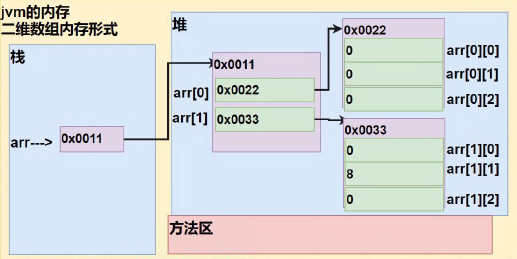 jvm的内存
二维数组内存形式
栈
arr--->
0x0011
堆
0x0011
arr[0]
0x0022
arr[1]
0x0033
0x0022
0
arr[0][0]
0
arr[0][1]
0
arr[0][2]
0x0033
0
arr[1][0]
8
arr[1][1]
0
arr[1][2]
方法区